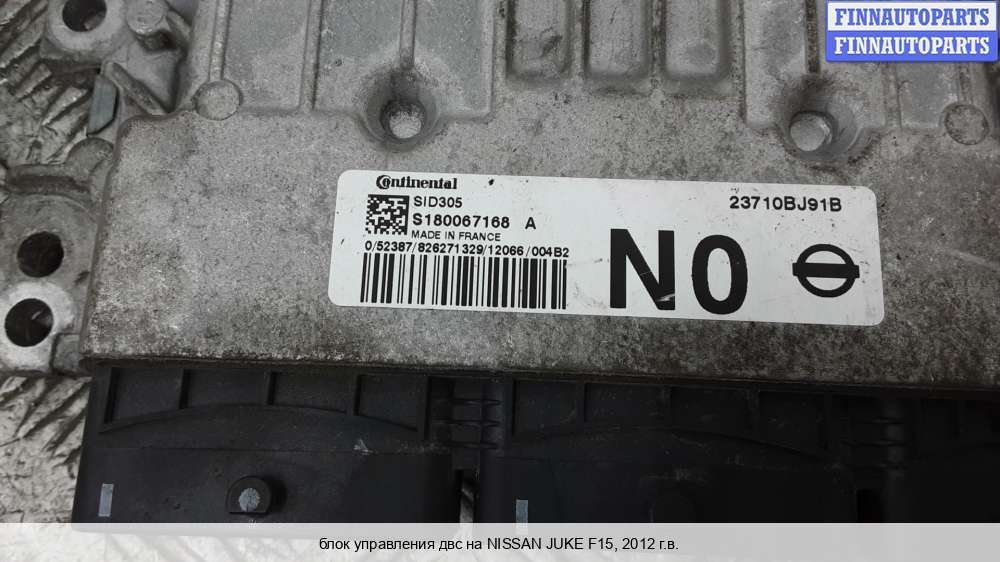 FINNAUTOPARTS
FINNAUTOPARTS
Continental
SID305
23710BJ91B
S180067168 A
MADE IN FRANCE
0/52387/826271329/12066/004B2
N0
блок управления двс на NISSAN JUKE F15, 2012 г.в.